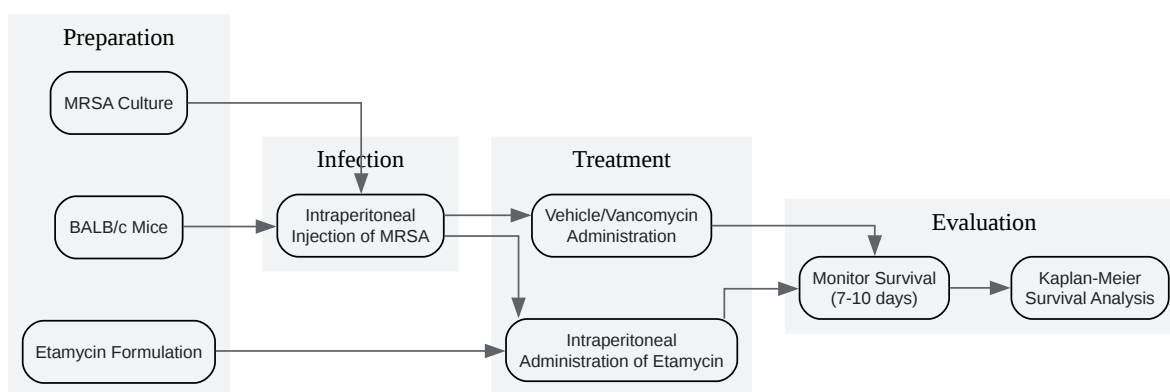 Preparation
MRSA Culture
BALB/c Mice
Etamycin Formulation
Infection
Intraperitoneal
Injection of MRSA
Treatment
Vehicle/Vancomycin
Administration
Intraperitoneal
Administration of Etamycin
Evaluation
Monitor Survival
(7-10 days)
Kaplan-Meier
Survival Analysis